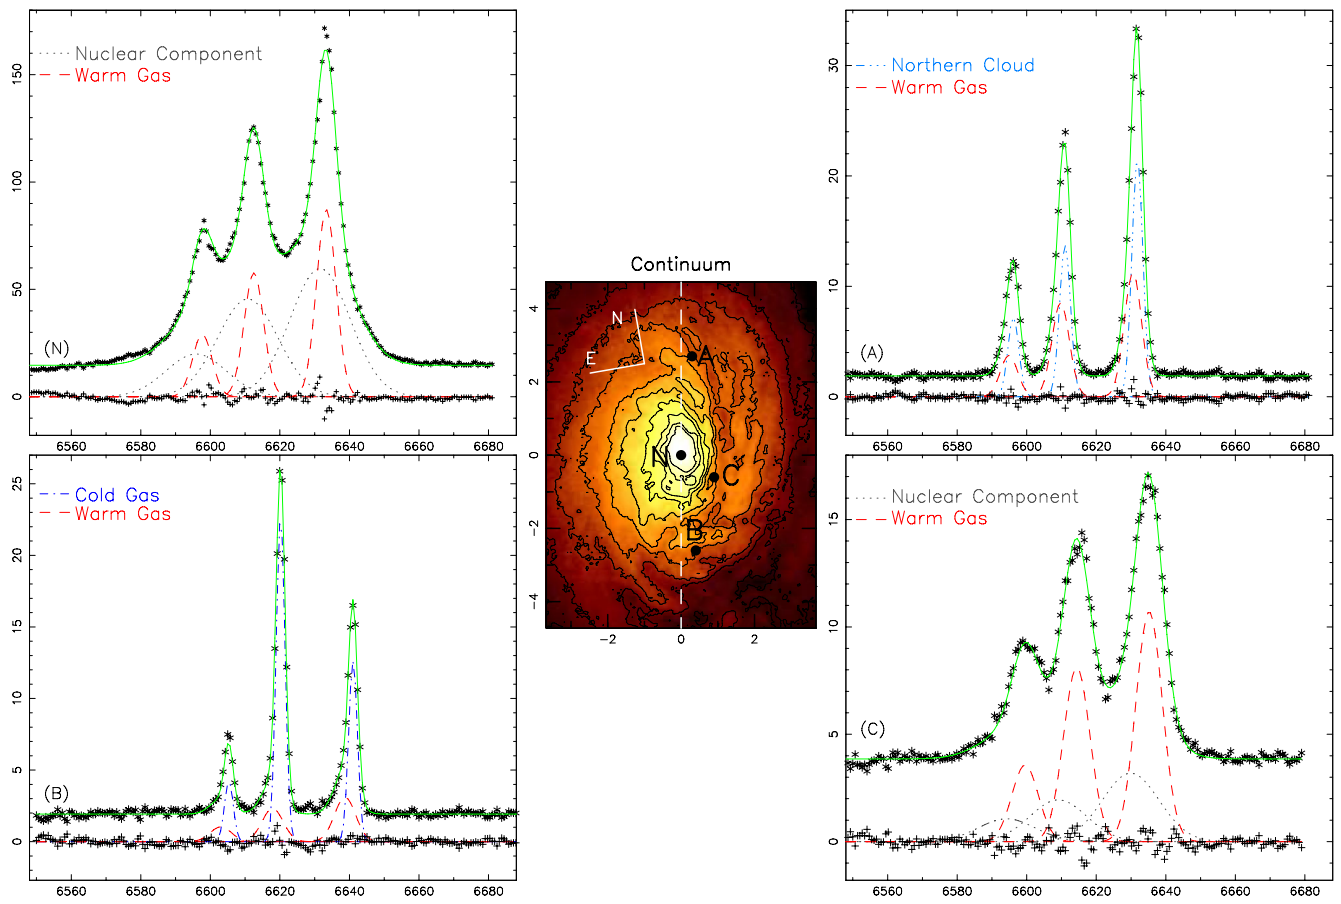 Nuclear Component
Warm Gas
(N)
0
50
100
150
6560 6580 6600 6620 6640 6660 6680
Northern Cloud
Warm Gas
(A)
0
10
20
30
6560 6580 6600 6620 6640 6660 6680
Continuum
N
E
A
N
C
B
4
2
0
−2
−4
−2 0 2
Cold Gas
Warm Gas
(B)
0
5
10
15
20
25
6560 6580 6600 6620 6640 6660 6680
Nuclear Component
Warm Gas
(C)
0
5
10
15
6560 6580 6600 6620 6640 6660 6680